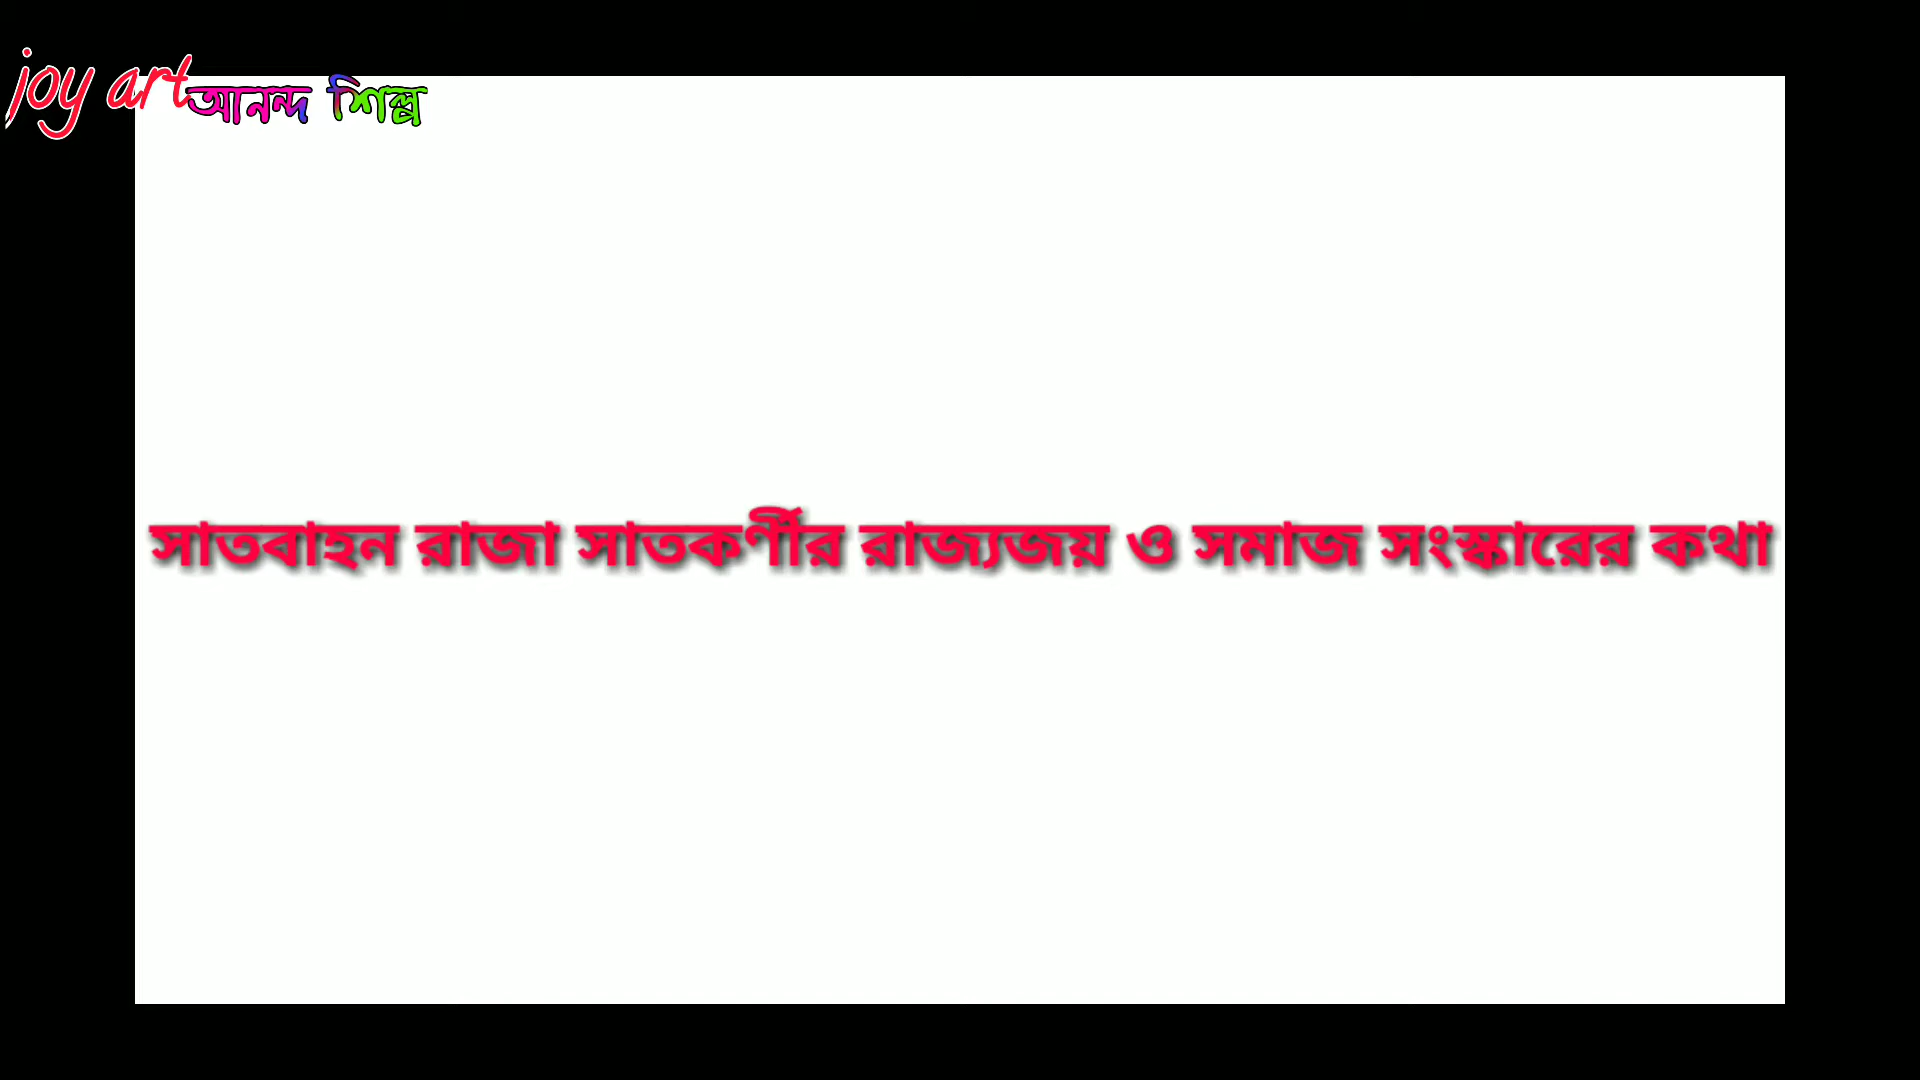 joy art আনন্দ শিল্প
সাতবাহন রাজা সাতকর্ণীর রাজ্যজয় ও সমাজ সংস্কারের কথা